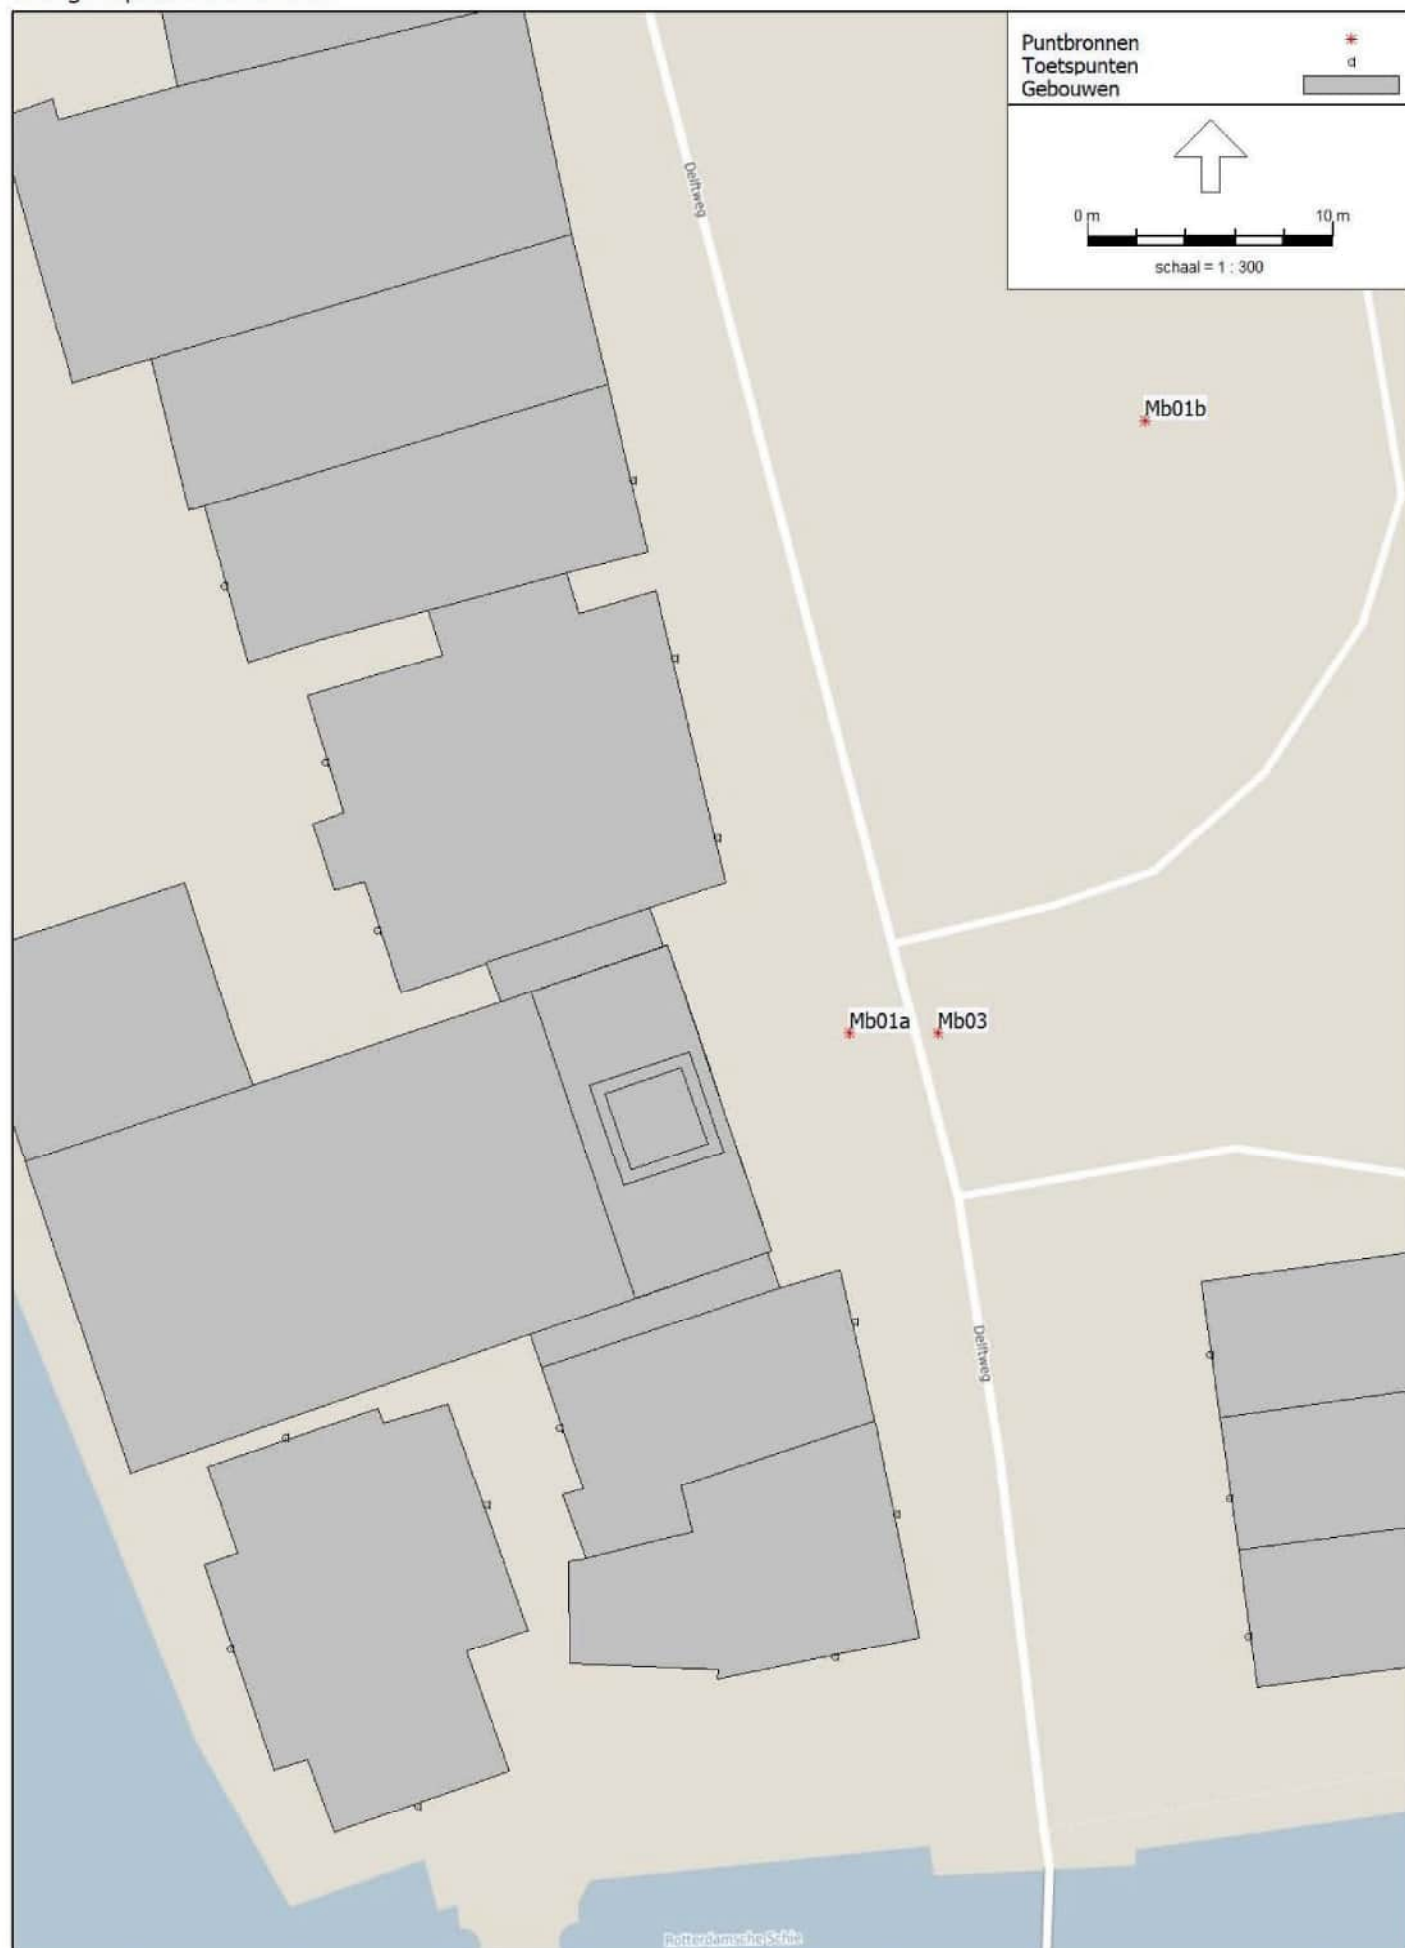 Puntbronnen
Toetspunten
Gebouwen
0 m 10 m
schaal = 1 : 300
Delftweg
Mb01b
Mb01a
Mb03
Delftweg
Rotterdamsche Schie